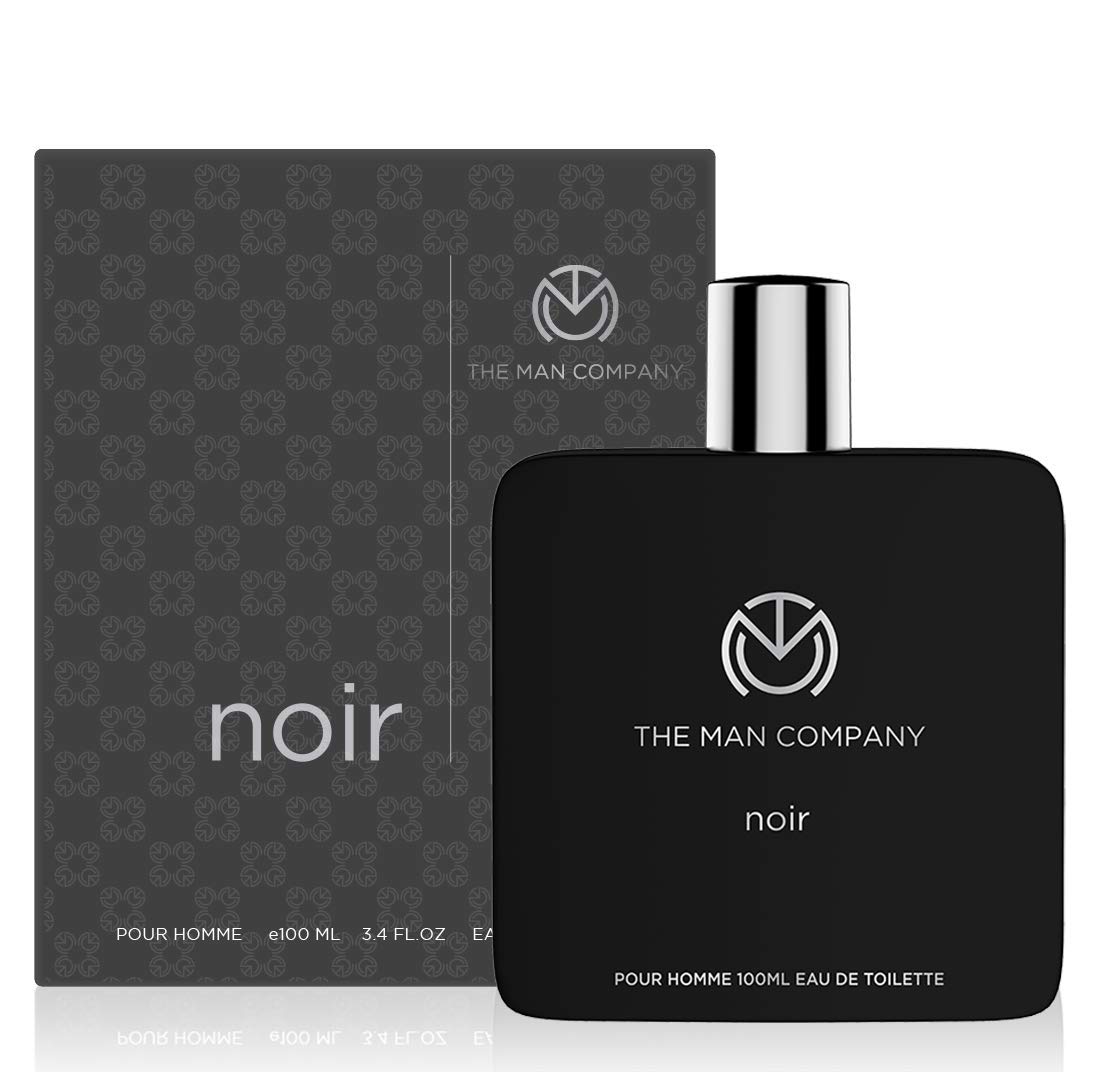 THE MAN COMPANY
noir
POUR HOMME e100 ML 3.4 FL.OZ
THE MAN COMPANY
noir
POUR HOMME 100ML EAU DE TOILETTE